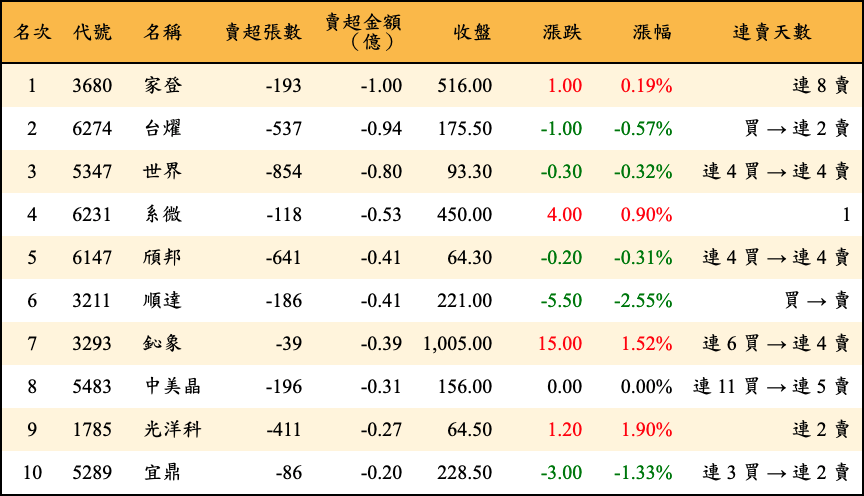 名次 代號 名稱 賣超張數 賣超金額（億） 收盤 漲跌 漲幅 連賣天數
1 3680 家登 -193 -1.00 516.00 1.00 0.19% 連 8 賣
2 6274 台燿 -537 -0.94 175.50 -1.00 -0.57% 買 → 連 2 賣
3 5347 世界 -854 -0.80 93.30 -0.30 -0.32% 連 4 買 → 連 4 賣
4 6231 系微 -118 -0.53 450.00 4.00 0.90% 1
5 6147 頎邦 -641 -0.41 64.30 -0.20 -0.31% 連 4 買 → 連 4 賣
6 3211 順達 -186 -0.41 221.00 -5.50 -2.55% 買 → 賣
7 3293 鈊象 -39 -0.39 1,005.00 15.00 1.52% 連 6 買 → 連 4 賣
8 5483 中美晶 -196 -0.31 156.00 0.00 0.00% 連 11 買 → 連 5 賣
9 1785 光洋科 -411 -0.27 64.50 1.20 1.90% 連 2 賣
10 5289 宜鼎 -86 -0.20 228.50 -3.00 -1.33% 連 3 買 → 連 2 賣